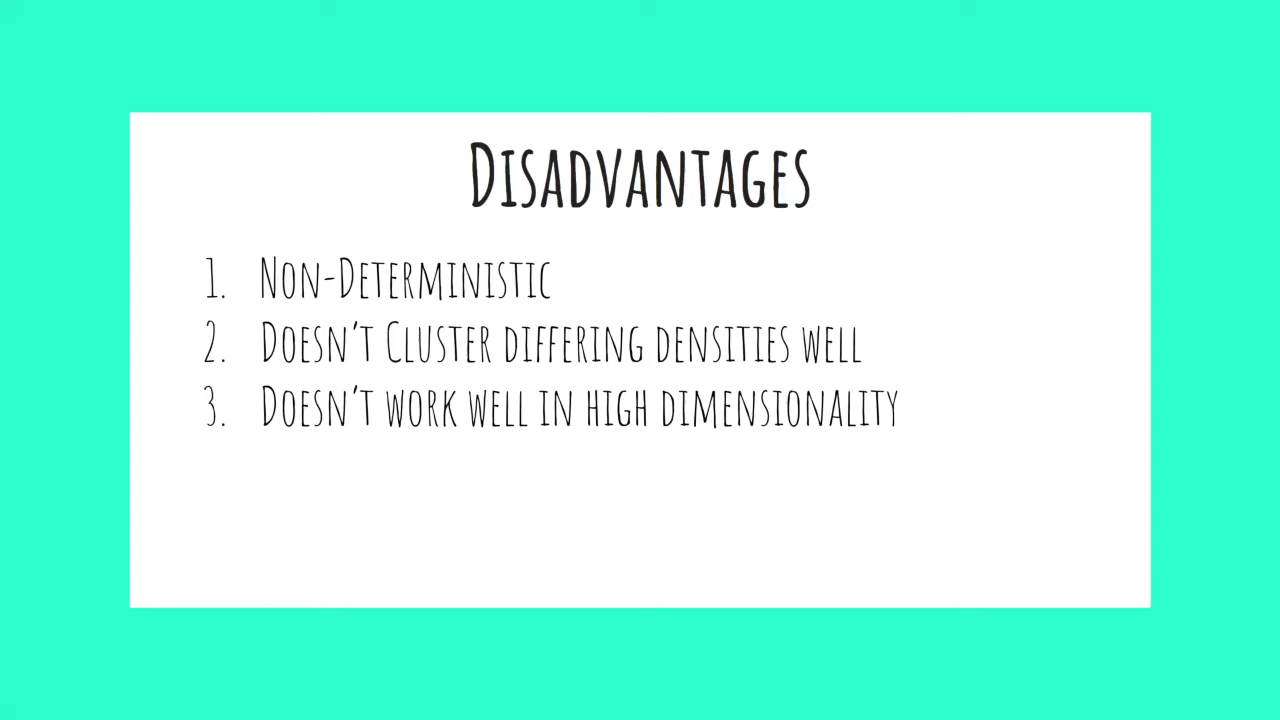 Disadvantages
1. Non-Deterministic
2. Doesn't Cluster differing densities well
3. Doesn't work well in high dimensionality